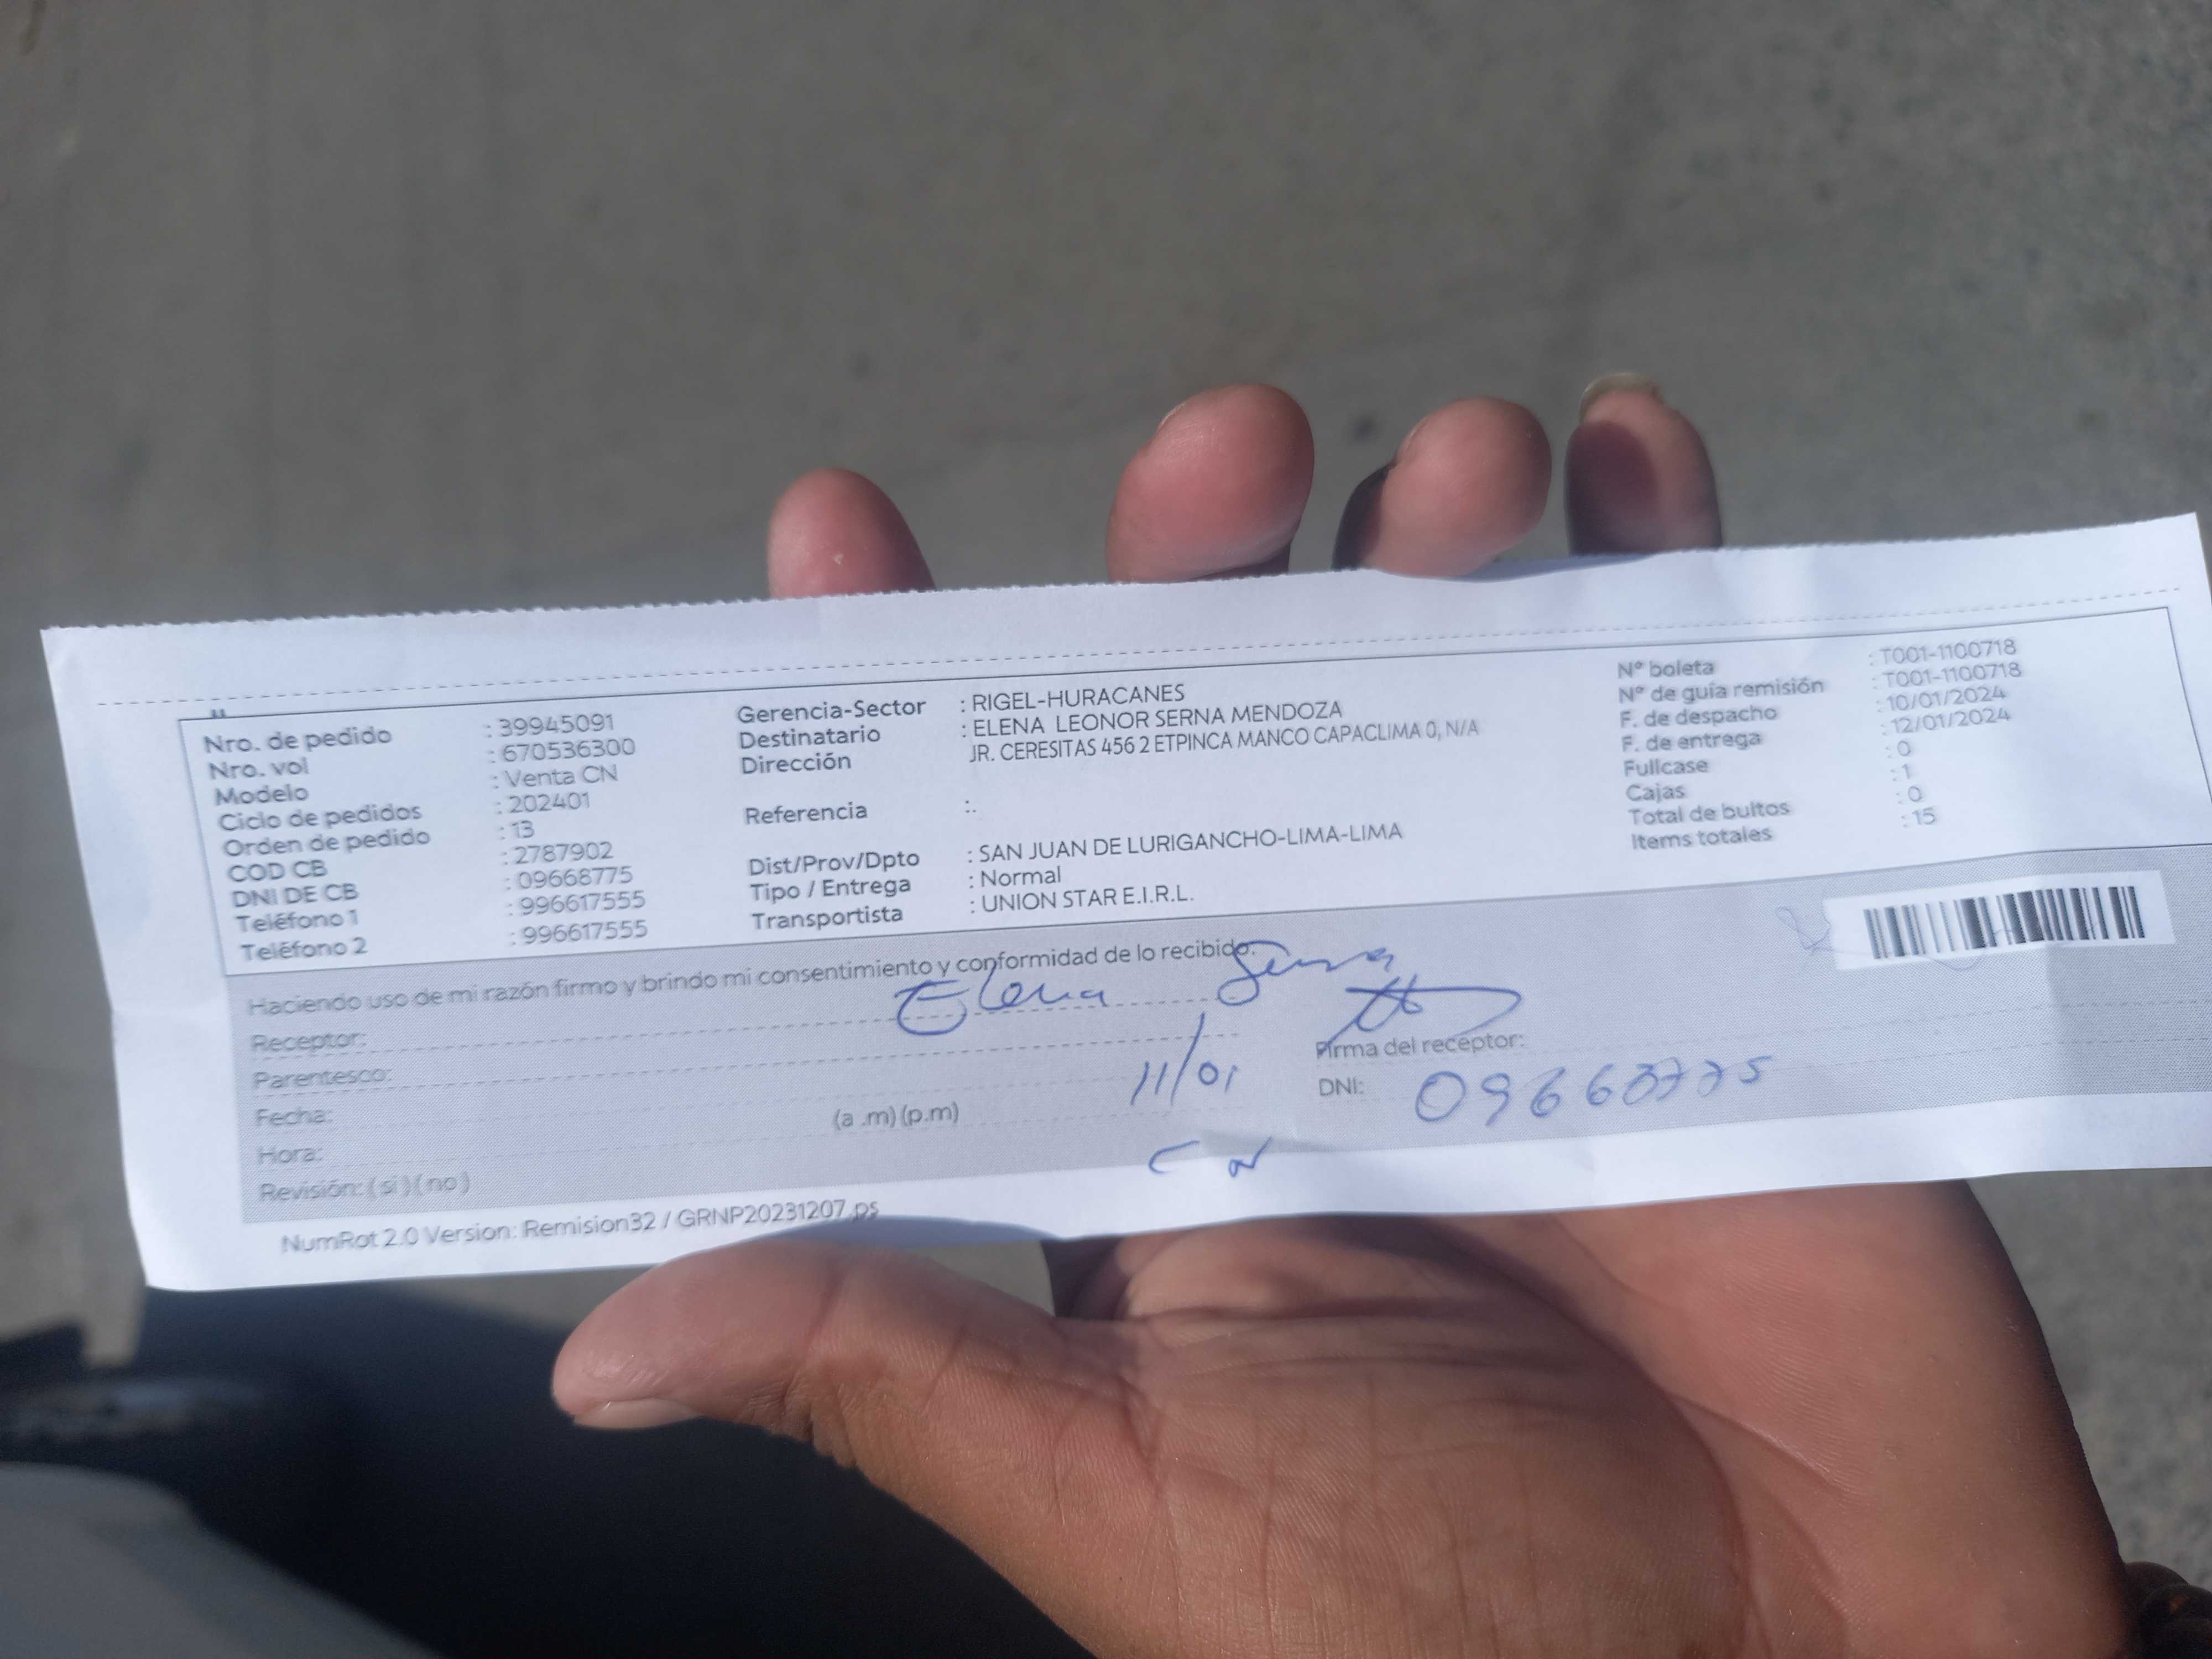 Nro. de pedido : 39945091
Nro. vol : 670536300
Modelo : Venta CN
Ciclo de pedidos : 202401
Orden de pedido : 13
COD CB : 2787902
DNI DE CB : 09668775
Teléfono 1 : 996617555
Teléfono 2 : 996617555
Gerencia-Sector : RIGEL-HURACANES
Destinatario : ELENA LEONOR SERNA MENDOZA
Dirección JR. CERESITAS 456 2 ETPINCA MANCO CAPACLIMA 0, N/A
Referencia :.
Dist/Prov/Dpto : SAN JUAN DE LURIGANCHO-LIMA-LIMA
Tipo / Entrega : Normal
Transportista : UNION STAR E.I.R.L.
Nº boleta : T001-1100718
Nº de guía remisión : T001-1100718
F. de despacho : 10/01/2024
F. de entrega : 12/01/2024
Fullcase : 0
Cajas : 1
Total de bultos : 0
Items totales : 15
Haciendo uso de mi razón firmo y brindo mi consentimiento y conformidad de lo recibido.
Receptor: Elena Serna
Parentesco:
Fecha: 11/01
Hora: (a .m) (p.m)
Revisión: ( si ) ( no )
Firma del receptor:
DNI: 09668775
NumRot 2.0 Version: Remision32 / GRNP20231207.ps